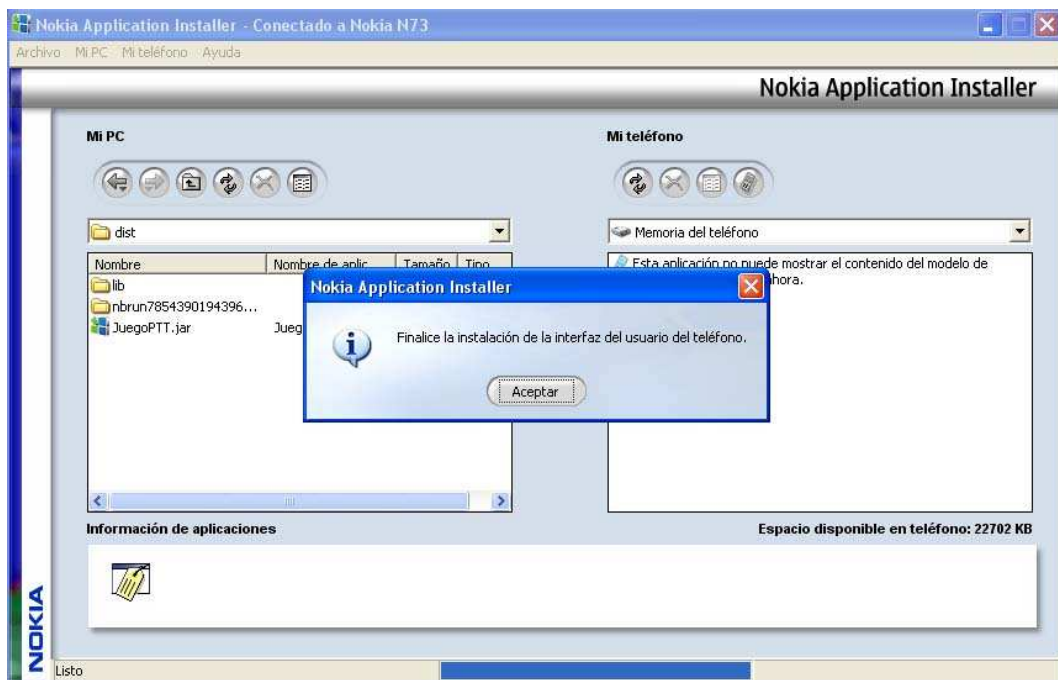 Nokia Application Installer - Conectado a Nokia N73
Archivo Mi PC Mi teléfono Ayuda
Nokia Application Installer
Mi PC
Mi teléfono
dist
Memoria del teléfono
Nombre Nombre de aplic Tamaño Tipo
Esta aplicación no puede mostrar el contenido del modelo de
ahora.
lib
nbrun7854390194396...
JuegoPTT.jar Jueg
Nokia Application Installer
Finalice la instalación de la interfaz del usuario del teléfono.
Aceptar
Información de aplicaciones
Espacio disponible en teléfono: 22702 KB
NOKIA
Listo